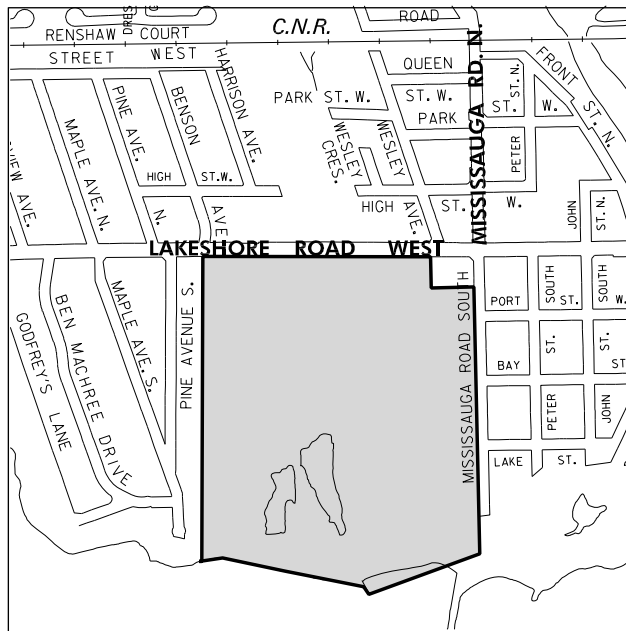 DRES
C.N.R.
ROAD
RENSHAW COURT
STREET WEST
QUEEN
MISSISSAUGA RD. N.
FRONT ST. N.
HARRISON AVE.
BENSON
PINE AVE.
MAPLE AVE. N.
PARK ST. W.
ST. W.
PARK ST. W.
ST. N.
PETER
WESLEY CRES.
WESLEY
HIGH ST.W.
N.
AVE.
HIGH ST. W.
AVE.
JOHN
ST. N.
AVE.
LAKESHORE ROAD WEST
PINE AVENUE S.
MAPLE AVE. S.
BEN MACHREE DRIVE
GODFREY'S LANE
MISSISSAUGA ROAD SOUTH
PORT ST. W.
SOUTH
SOUTH
BAY ST
ST.
ST.
PETER
JOHN
LAKE ST.